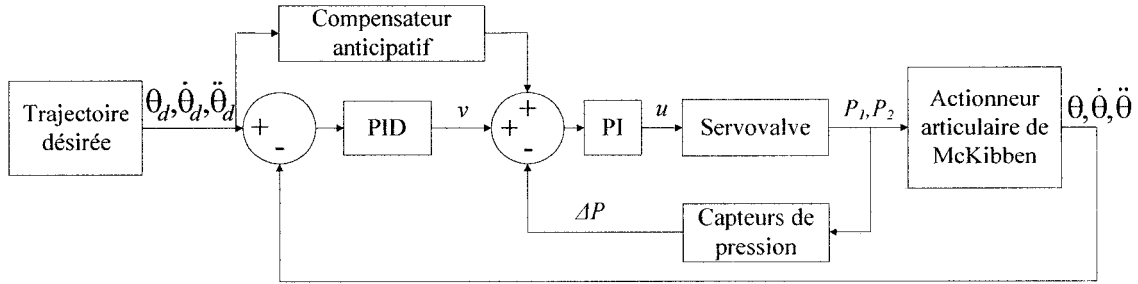 Compensateur
anticipatif
Trajectoire
désirée
θd, θ̇d, θ̈d
+
-
PID
v
+
+
-
PI
u
Servovalve
P1, P2
Actionneur
articulaire de
McKibben
θ, θ̇, θ̈
ΔP
Capteurs de
pression